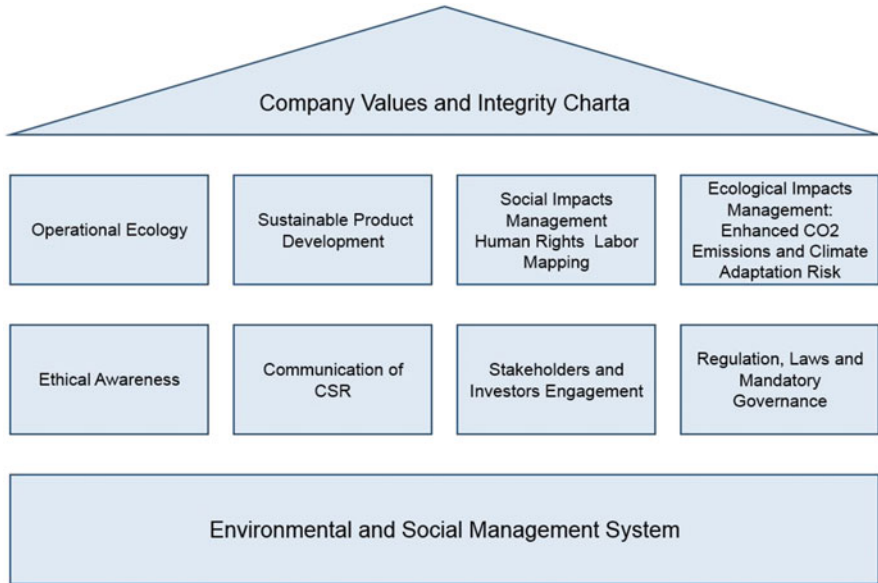 Company Values and Integrity Charta
Operational Ecology
Sustainable Product
Development
Social Impacts
Management
Human Rights Labor
Mapping
Ecological Impacts
Management:
Enhanced CO2
Emissions and Climate
Adaptation Risk
Ethical Awareness
Communication of
CSR
Stakeholders and
Investors Engagement
Regulation, Laws and
Mandatory
Governance
Environmental and Social Management System